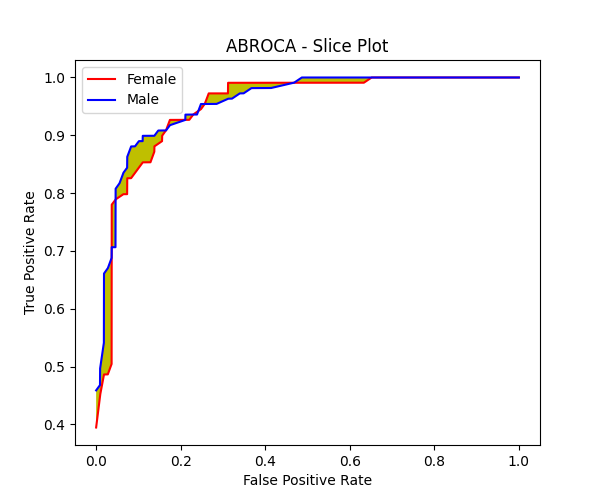 ABROCA - Slice Plot
Female
Male
1.0
0.9
0.8
0.7
0.6
0.5
0.4
True Positive Rate
0.0 0.2 0.4 0.6 0.8 1.0
False Positive Rate